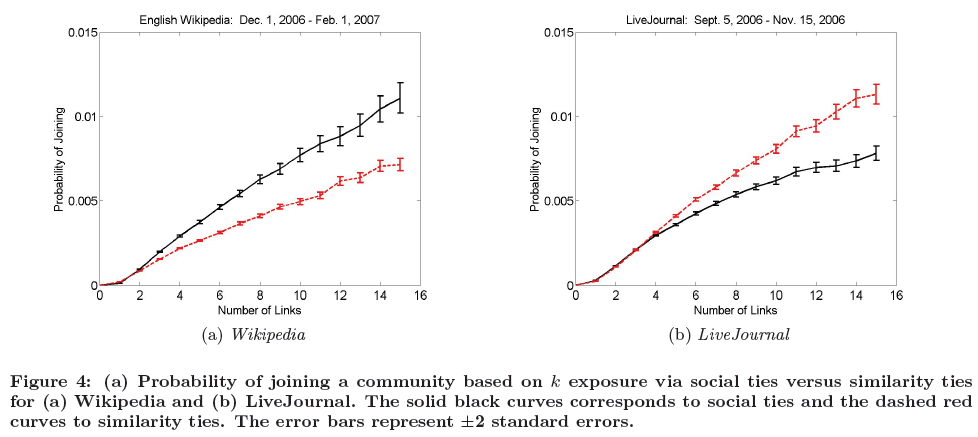 English Wikipedia: Dec. 1, 2006 - Feb. 1, 2007
0.015
0.01
0.005
0
Probability of Joining
0 2 4 6 8 10 12 14 16
Number of Links
(a) Wikipedia
LiveJournal: Sept. 5, 2006 - Nov. 15, 2006
0.015
0.01
0.005
0
Probability of Joining
0 2 4 6 8 10 12 14 16
Number of Links
(b) LiveJournal
Figure 4: (a) Probability of joining a community based on k exposure via social ties versus similarity ties
for (a) Wikipedia and (b) LiveJournal. The solid black curves corresponds to social ties and the dashed red
curves to similarity ties. The error bars represent ±2 standard errors.